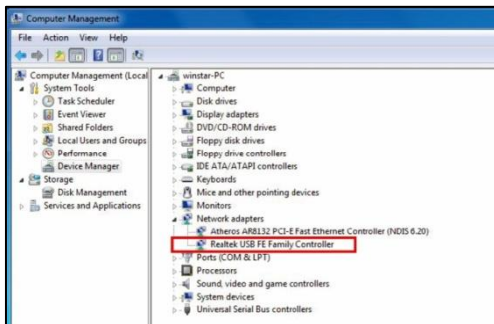 Computer Management
File Action View Help
Computer Management (Local
System Tools
Task Scheduler
Event Viewer
Shared Folders
Local Users and Groups
Performance
Device Manager
Storage
Disk Management
Services and Applications
winstar-PC
Computer
Disk drives
Display adapters
DVD/CD-ROM drives
Floppy disk drives
Floppy drive controllers
IDE ATA/ATAPI controllers
Keyboards
Mice and other pointing devices
Monitors
Network adapters
Atheros AR8132 PCI-E Fast Ethernet Controller (NDIS 6.20)
Realtek USB FE Family Controller
Ports (COM & LPT)
Processors
Sound, video and game controllers
System devices
Universal Serial Bus controllers